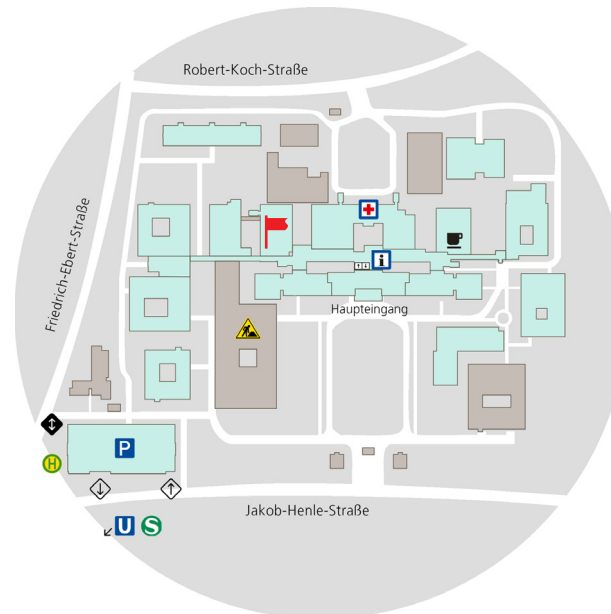 Robert-Koch-Straße
Friedrich-Ebert-Straße
i
Haupteingang
P
H
Jakob-Henle-Straße
U
S